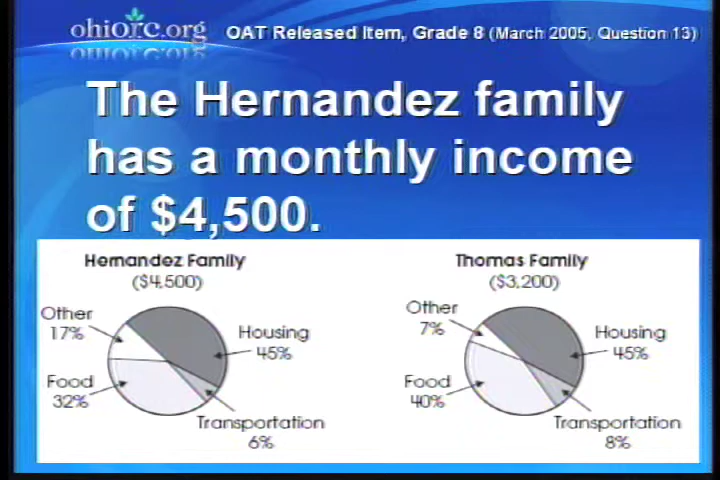 ohiorc.org OAT Released Item, Grade 8 (March 2005, Question 13)
The Hernandez family
has a monthly income
of $4,500.
Hernandez Family
($4,500)
Other
17%
Housing
45%
Food
32%
Transportation
6%
Thomas Family
($3,200)
Other
7%
Housing
45%
Food
40%
Transportation
8%